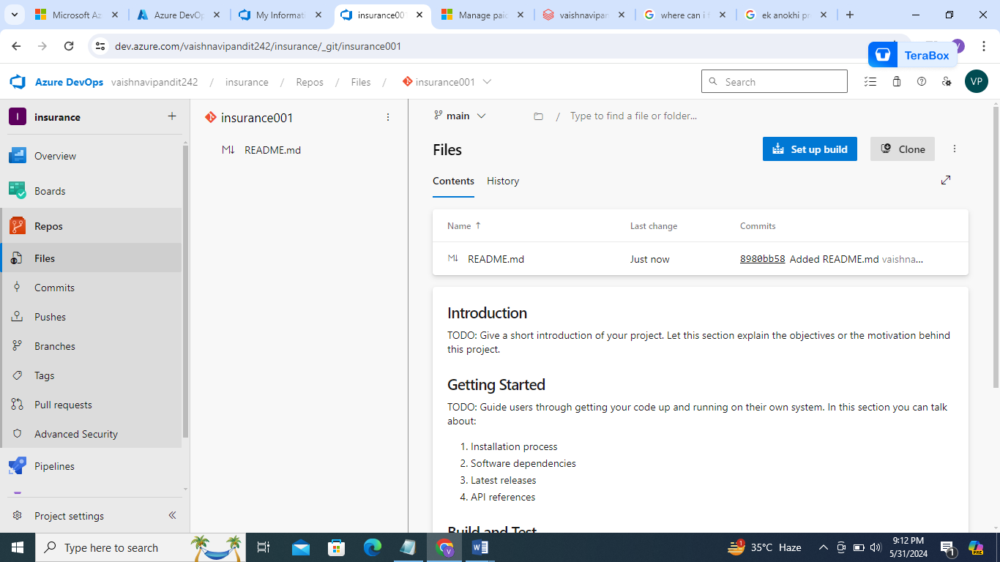 Microsoft Az
Azure DevOp
My Informati
insurance001
Manage paid
vaishnavipan
where can i f
ek anokhi pr
dev.azure.com/vaishnavipandit242/insurance/_git/insurance001
TeraBox
Azure DevOps vaishnavipandit242 / insurance / Repos / Files / insurance001
Search
VP
I insurance
Overview
Boards
Repos
Files
Commits
Pushes
Branches
Tags
Pull requests
Advanced Security
Pipelines
Project settings
insurance001
README.md
main / Type to find a file or folder...
Files
Set up build
Clone
Contents History
Name ↑ Last change Commits
README.md Just now 8980bb58 Added README.md vaishna...
Introduction
TODO: Give a short introduction of your project. Let this section explain the objectives or the motivation behind
this project.
Getting Started
TODO: Guide users through getting your code up and running on their own system. In this section you can talk
about:
1. Installation process
2. Software dependencies
3. Latest releases
4. API references
Build and Test
Type here to search
35°C Haze
9:12 PM
5/31/2024